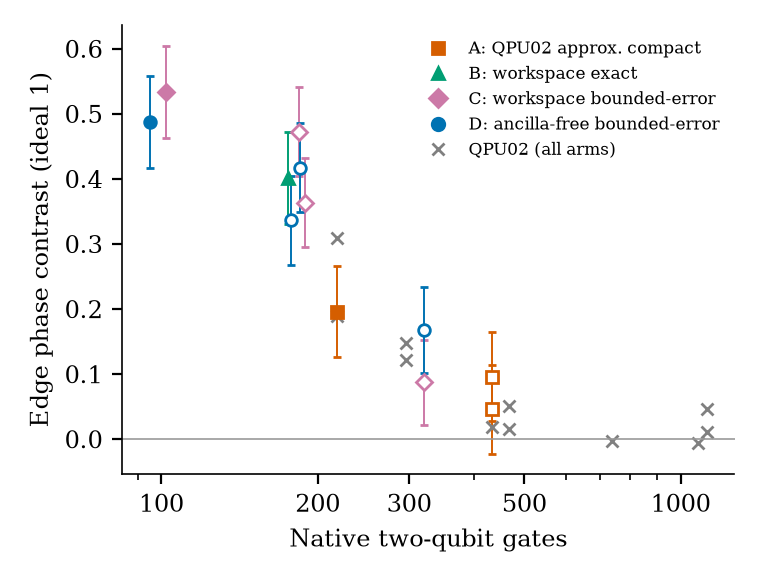 A: QPU02 approx. compact
B: workspace exact
C: workspace bounded-error
D: ancilla-free bounded-error
QPU02 (all arms)
Edge phase contrast (ideal 1)
0.6
0.5
0.4
0.3
0.2
0.1
0.0
100 200 300 500 1000
Native two-qubit gates